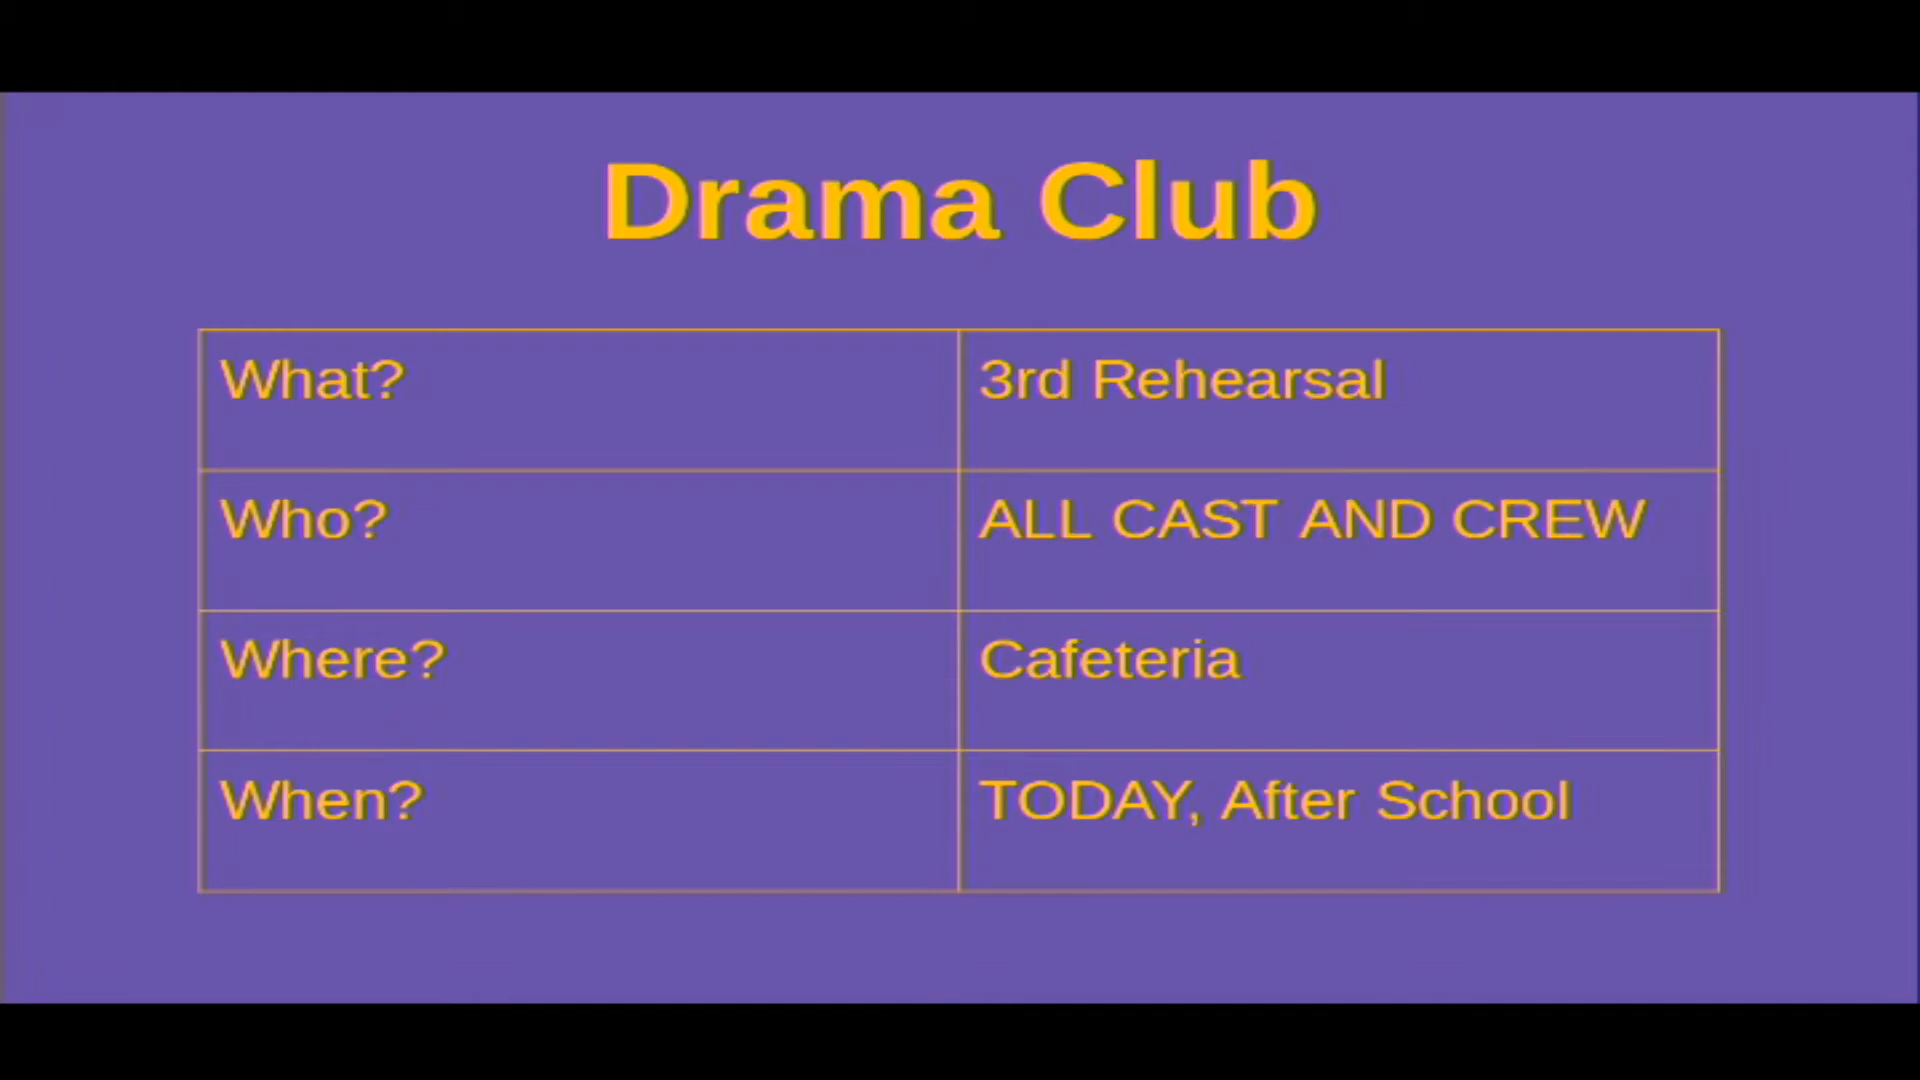 Drama Club
What? 3rd Rehearsal
Who? ALL CAST AND CREW
Where? Cafeteria
When? TODAY, After School